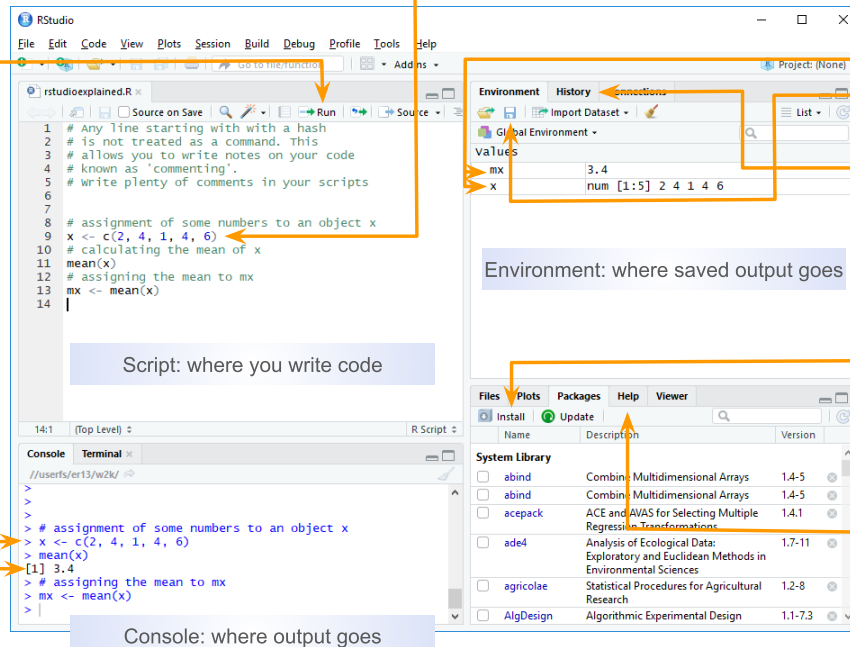 RStudio
File Edit Code View Plots Session Build Debug Profile Tools Help
Go to file/function Addins Project: (None)
rstudioexplained.R
Source on Save Run Source
1 # Any line starting with with a hash
2 # is not treated as a command. This
3 # allows you to write notes on your code
4 # known as 'commenting'.
5 # write plenty of comments in your scripts
6
7
8 # assignment of some numbers to an object x
9 x <- c(2, 4, 1, 4, 6)
10 # calculating the mean of x
11 mean(x)
12 # assigning the mean to mx
13 mx <- mean(x)
14
Script: where you write code
14:1 (Top Level) R Script
Console Terminal
//userfs/er13/w2k/
>
>
>
> # assignment of some numbers to an object x
> x <- c(2, 4, 1, 4, 6)
> mean(x)
[1] 3.4
> # assigning the mean to mx
> mx <- mean(x)
>
Console: where output goes
Environment History Connections
Import Dataset List
Global Environment
Values
mx 3.4
x num [1:5] 2 4 1 4 6
Environment: where saved output goes
Files Plots Packages Help Viewer
Install Update
Name Description Version
System Library
abind Combine Multidimensional Arrays 1.4-5
abind Combine Multidimensional Arrays 1.4-5
acepack ACE and AVAS for Selecting Multiple 1.4.1
Regression Transformations
ade4 Analysis of Ecological Data: 1.7-11
Exploratory and Euclidean Methods in
Environmental Sciences
agricolae Statistical Procedures for Agricultural 1.2-8
Research
AlgDesign Algorithmic Experimental Design 1.1-7.3